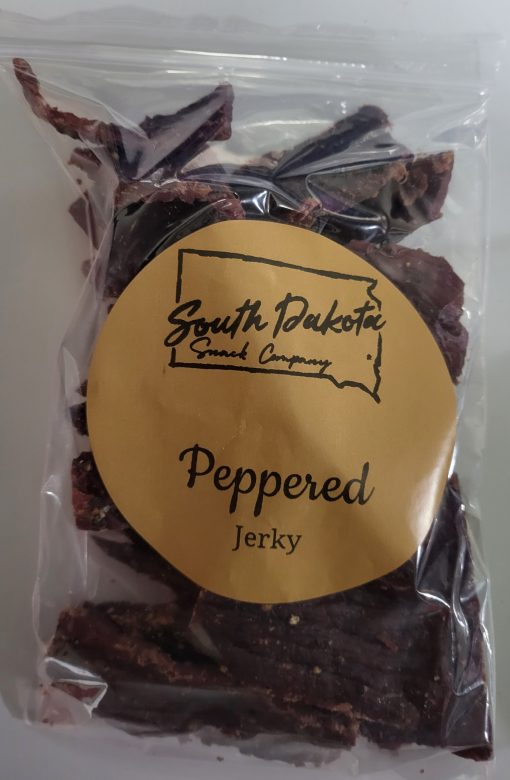 South Dakota
Snack Company
Peppered
Jerky